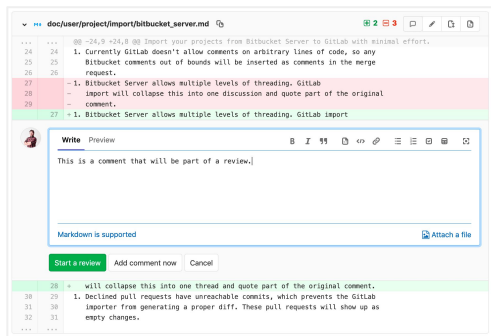 doc/user/project/import/bitbucket_server.md 2 3
... ... @@ -24,9 +24,8 @@ Import your projects from Bitbucket Server to GitLab with minimal effort.
24 24 1. Currently GitLab doesn't allow comments on arbitrary lines of code, so any
25 25 Bitbucket comments out of bounds will be inserted as comments in the merge
26 26 request.
27 - 1. Bitbucket Server allows multiple levels of threading. GitLab
28 - import will collapse this into one discussion and quote part of the original
29 - comment.
27 + 1. Bitbucket Server allows multiple levels of threading. GitLab import
Write Preview B I
This is a comment that will be part of a review.
Markdown is supported Attach a file
Start a review Add comment now Cancel
28 + will collapse this into one thread and quote part of the original comment.
30 29 1. Declined pull requests have unreachable commits, which prevents the GitLab
31 30 importer from generating a proper diff. These pull requests will show up as
32 31 empty changes.
... ...